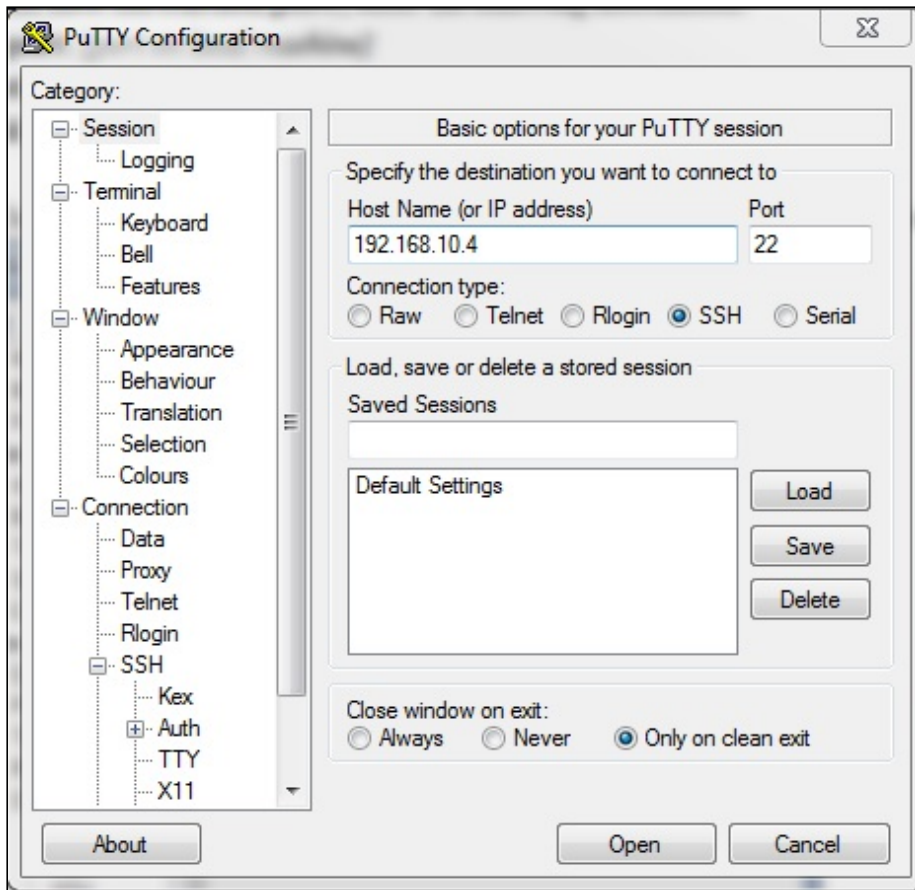 PuTTY Configuration
Category:
Session
Logging
Terminal
Keyboard
Bell
Features
Window
Appearance
Behaviour
Translation
Selection
Colours
Connection
Data
Proxy
Telnet
Rlogin
SSH
Kex
Auth
TTY
X11
Basic options for your PuTTY session
Specify the destination you want to connect to
Host Name (or IP address) Port
192.168.10.4 22
Connection type:
Raw Telnet Rlogin SSH Serial
Load, save or delete a stored session
Saved Sessions
Default Settings
Load
Save
Delete
Close window on exit:
Always Never Only on clean exit
About Open Cancel